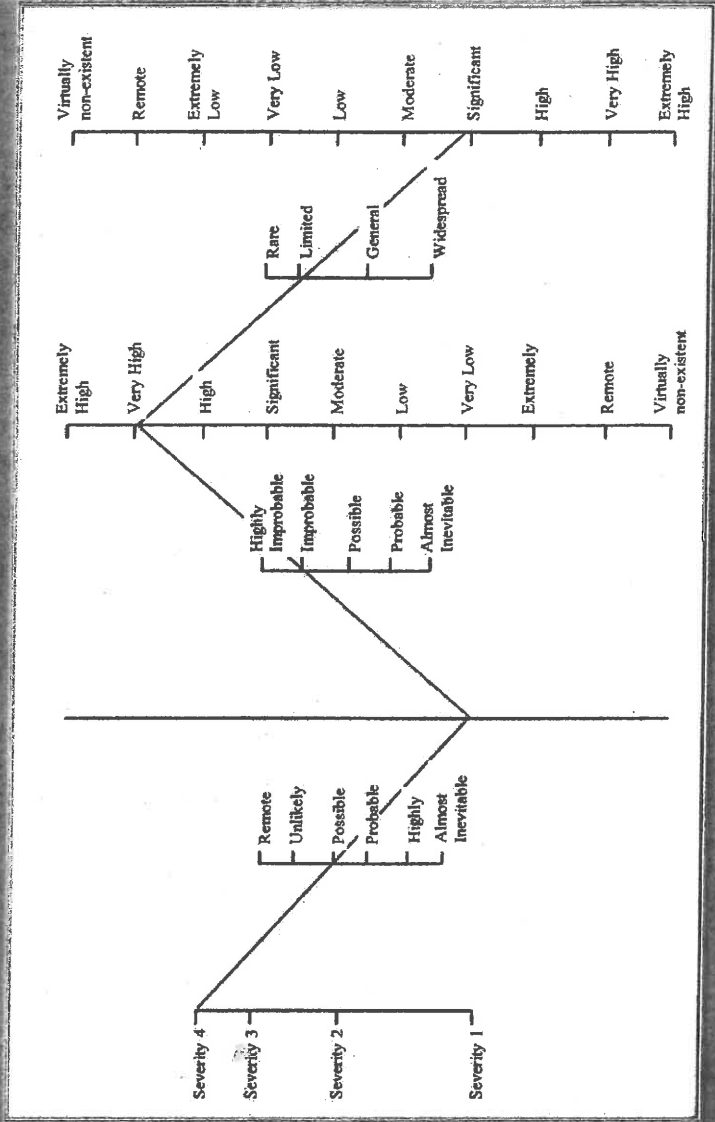 Severity 4
Severity 3
Severity 2
Severity 1
Remote
Unlikely
Possible
Probable
Highly
Almost
Inevitable
Highly
Improbable
Improbable
Possible
Probable
Almost
Inevitable
Extremely
High
Very High
High
Significant
Moderate
Low
Very Low
Extremely
Remote
Virtually
non-existent
Rare
Limited
General
Widespread
Virtually
non-existent
Remote
Extremely
Low
Very Low
Low
Moderate
Significant
High
Very High
Extremely
High